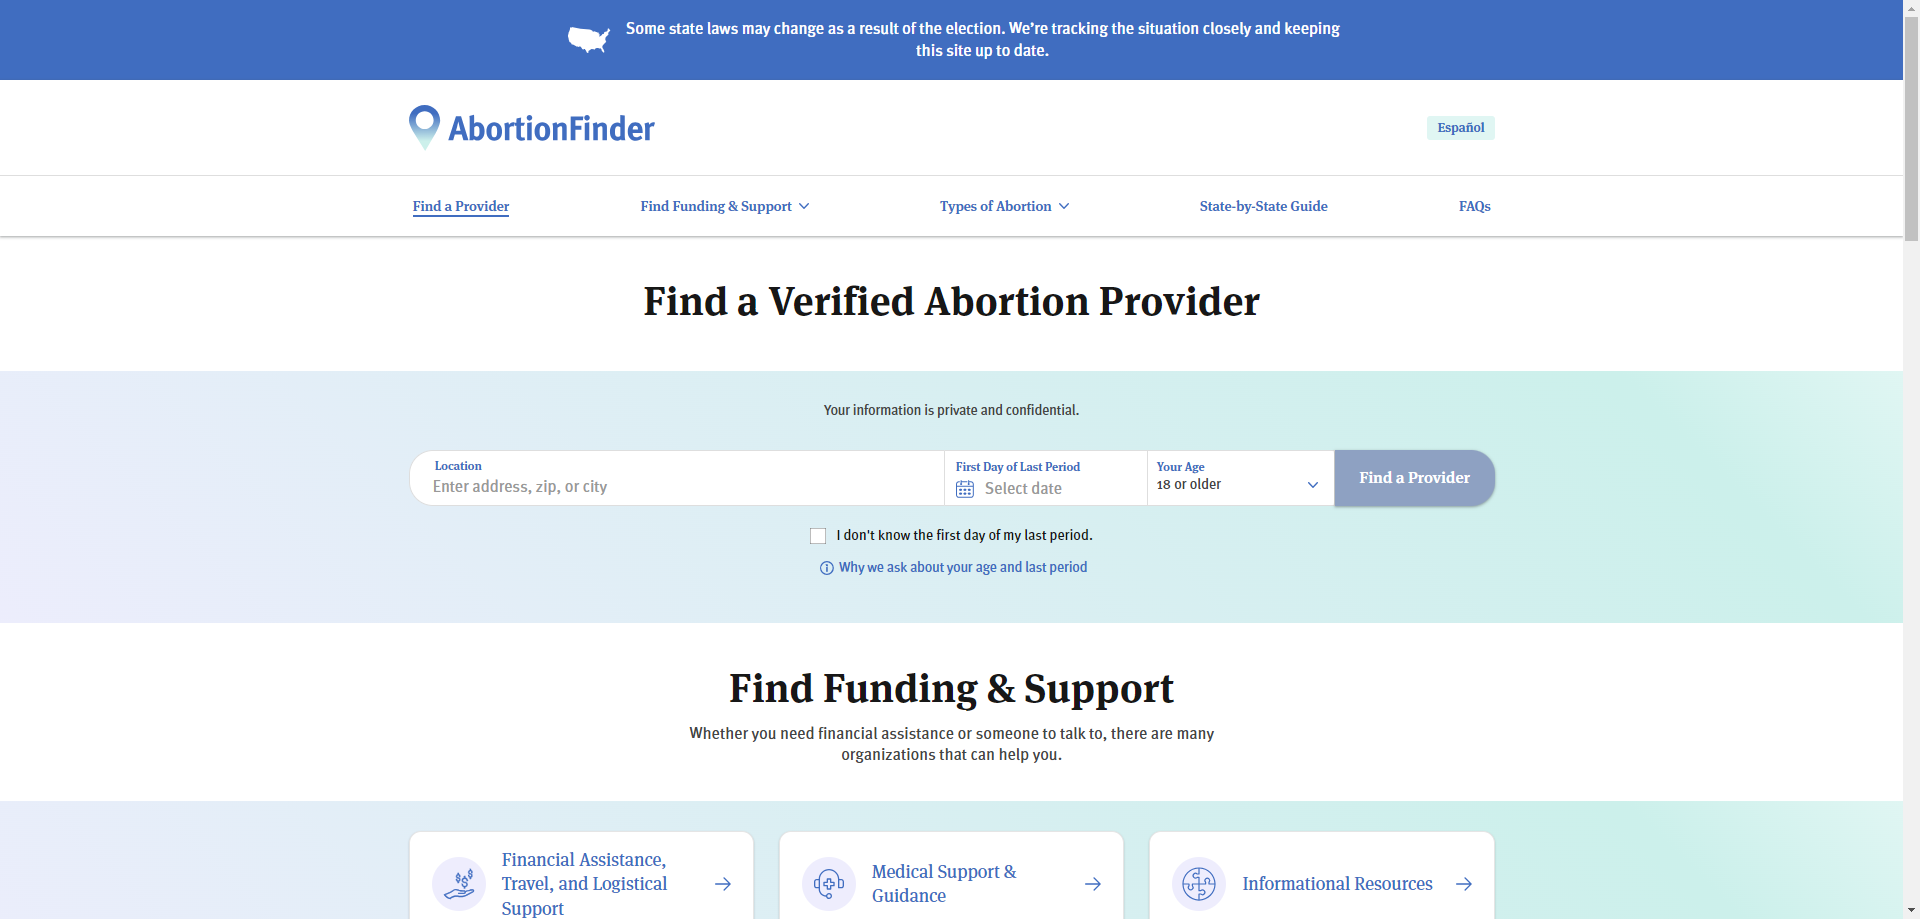 Some state laws may change as a result of the election. We're tracking the situation closely and keeping
this site up to date.
AbortionFinder
Español
Find a Provider
Find Funding & Support
Types of Abortion
State-by-State Guide
FAQs
Find a Verified Abortion Provider
Your information is private and confidential.
Location
Enter address, zip, or city
First Day of Last Period
Select date
Your Age
18 or older
Find a Provider
I don't know the first day of my last period.
Why we ask about your age and last period
Find Funding & Support
Whether you need financial assistance or someone to talk to, there are many
organizations that can help you.
Financial Assistance,
Travel, and Logistical
Support
Medical Support &
Guidance
Informational Resources